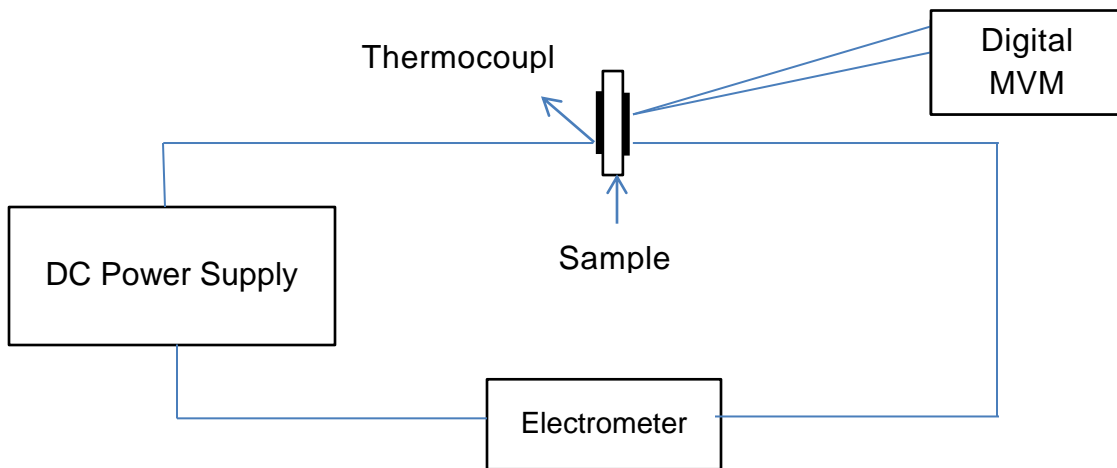 Thermocoupl
Digital
MVM
Sample
DC Power Supply
Electrometer